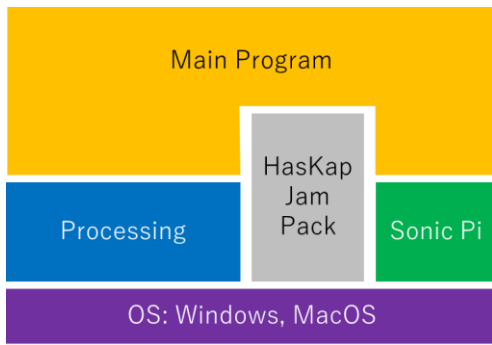 Main Program
HasKap
Jam
Pack
Processing
Sonic Pi
OS: Windows, MacOS